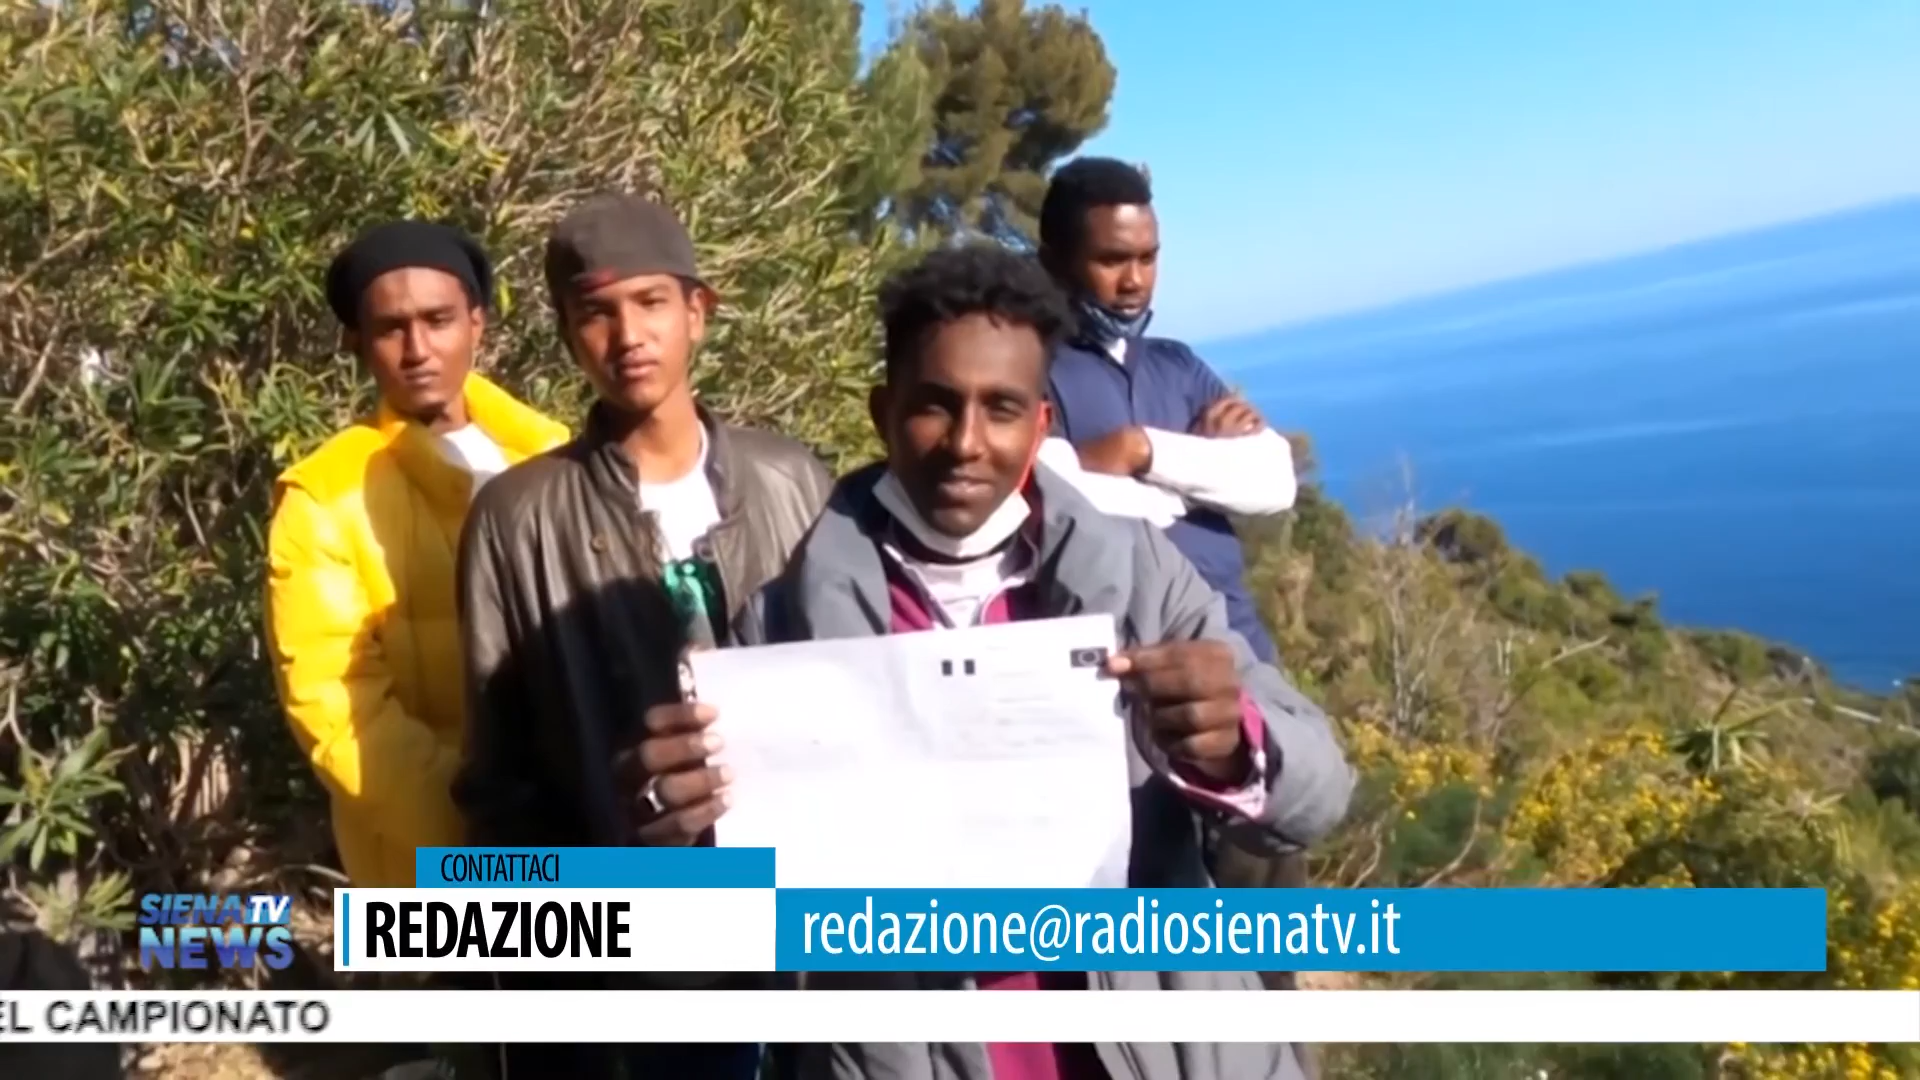 CONTATTACI
SIENA TV
NEWS
REDAZIONE
redazione@radiosienatv.it
EL CAMPIONATO